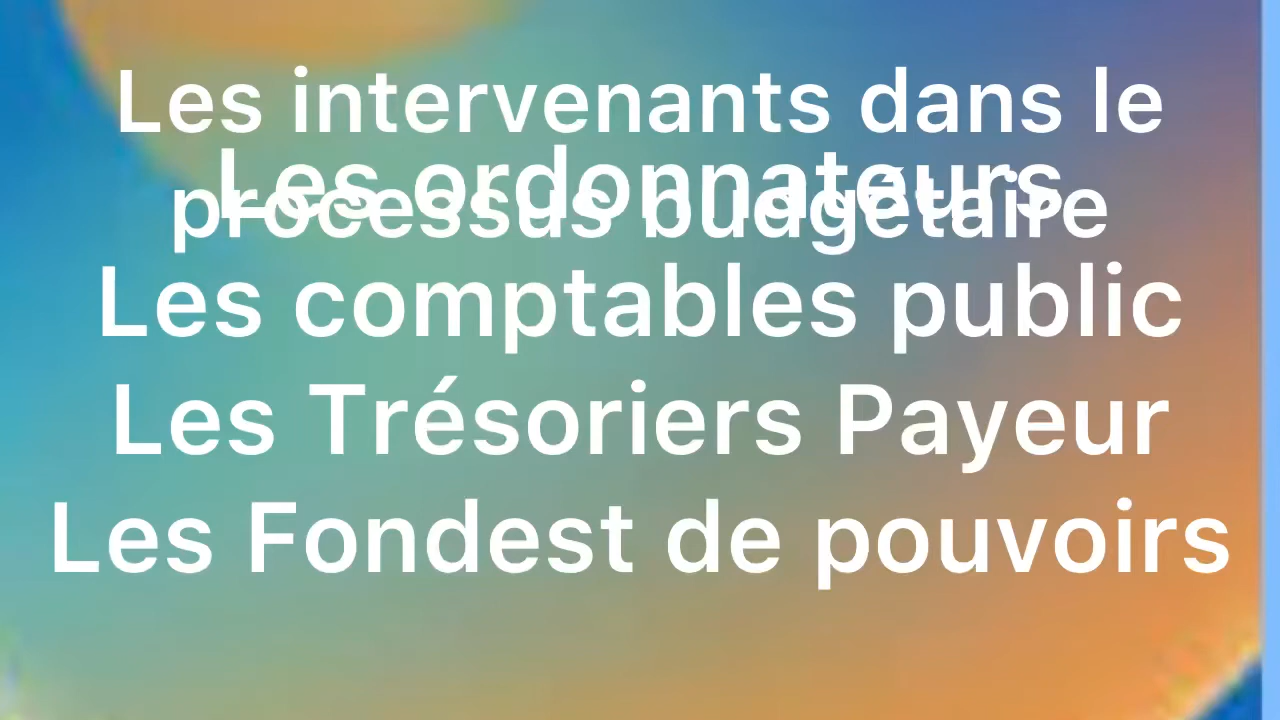 Les intervenants dans le
processus budgétaire
Les ordonnateurs
Les comptables public
Les Trésoriers Payeur
Les Fondest de pouvoirs